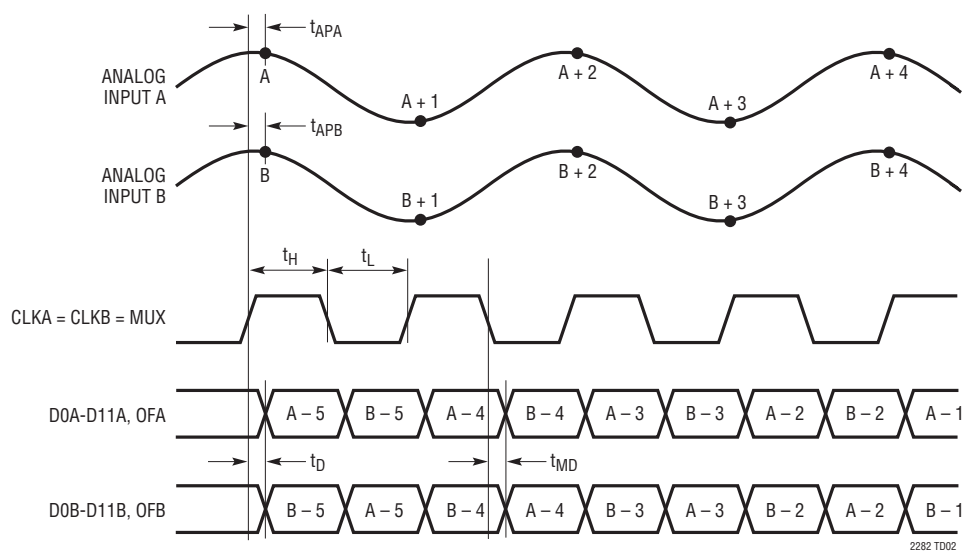 tAPA
ANALOG
INPUT A
A
A + 1
A + 2
A + 3
A + 4
tAPB
ANALOG
INPUT B
B
B + 1
B + 2
B + 3
B + 4
tH
tL
CLKA = CLKB = MUX
D0A-D11A, OFA
A – 5
B – 5
A – 4
B – 4
A – 3
B – 3
A – 2
B – 2
A – 1
tD
tMD
D0B-D11B, OFB
B – 5
A – 5
B – 4
A – 4
B – 3
A – 3
B – 2
A – 2
B – 1
2282 TD02